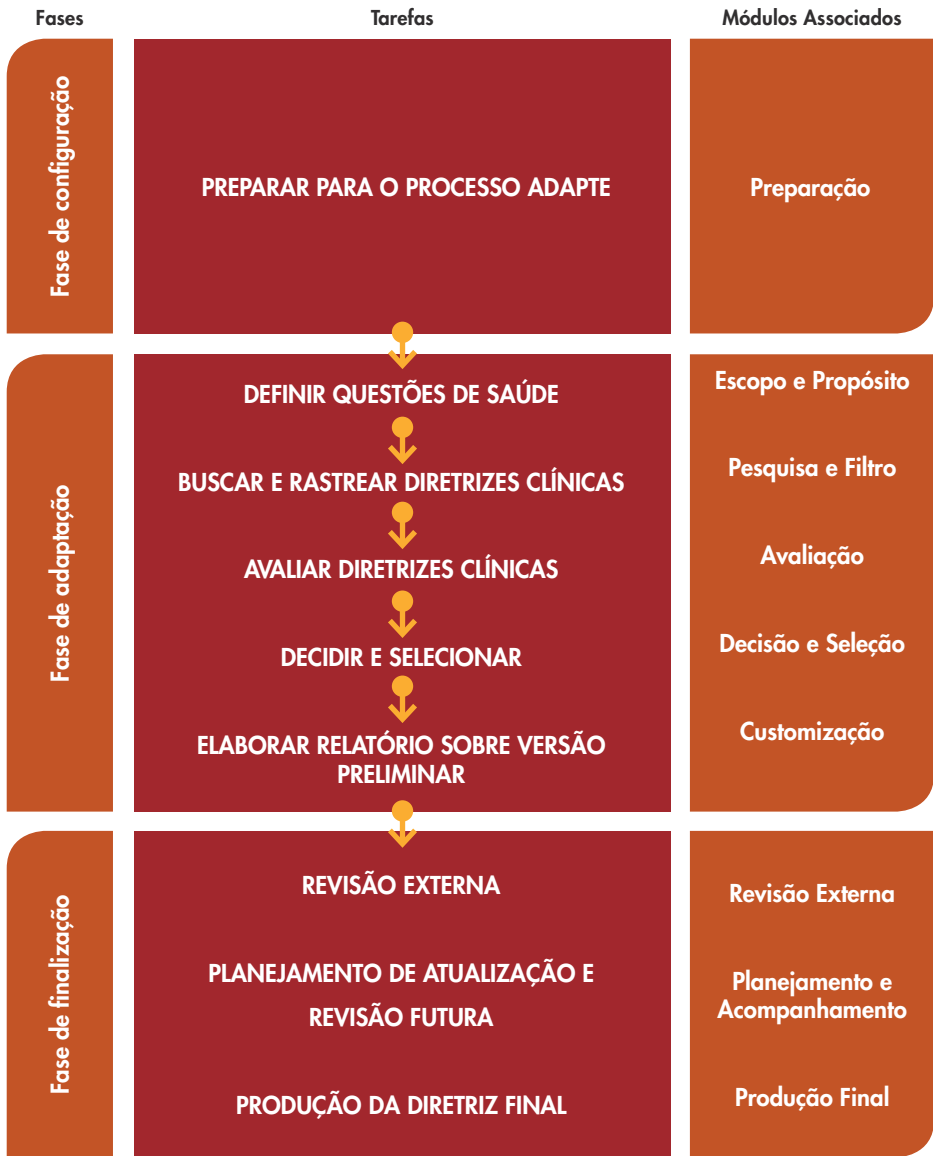 Fases
Tarefas
Módulos Associados
Fase de configuração
PREPARAR PARA O PROCESSO ADAPTE
Preparação
Fase de adaptação
DEFINIR QUESTÕES DE SAÚDE
BUSCAR E RASTREAR DIRETRIZES CLÍNICAS
AVALIAR DIRETRIZES CLÍNICAS
DECIDIR E SELECIONAR
ELABORAR RELATÓRIO SOBRE VERSÃO
PRELIMINAR
Escopo e Propósito
Pesquisa e Filtro
Avaliação
Decisão e Seleção
Customização
Fase de finalização
REVISÃO EXTERNA
PLANEJAMENTO DE ATUALIZAÇÃO E
REVISÃO FUTURA
PRODUÇÃO DA DIRETRIZ FINAL
Revisão Externa
Planejamento e
Acompanhamento
Produção Final